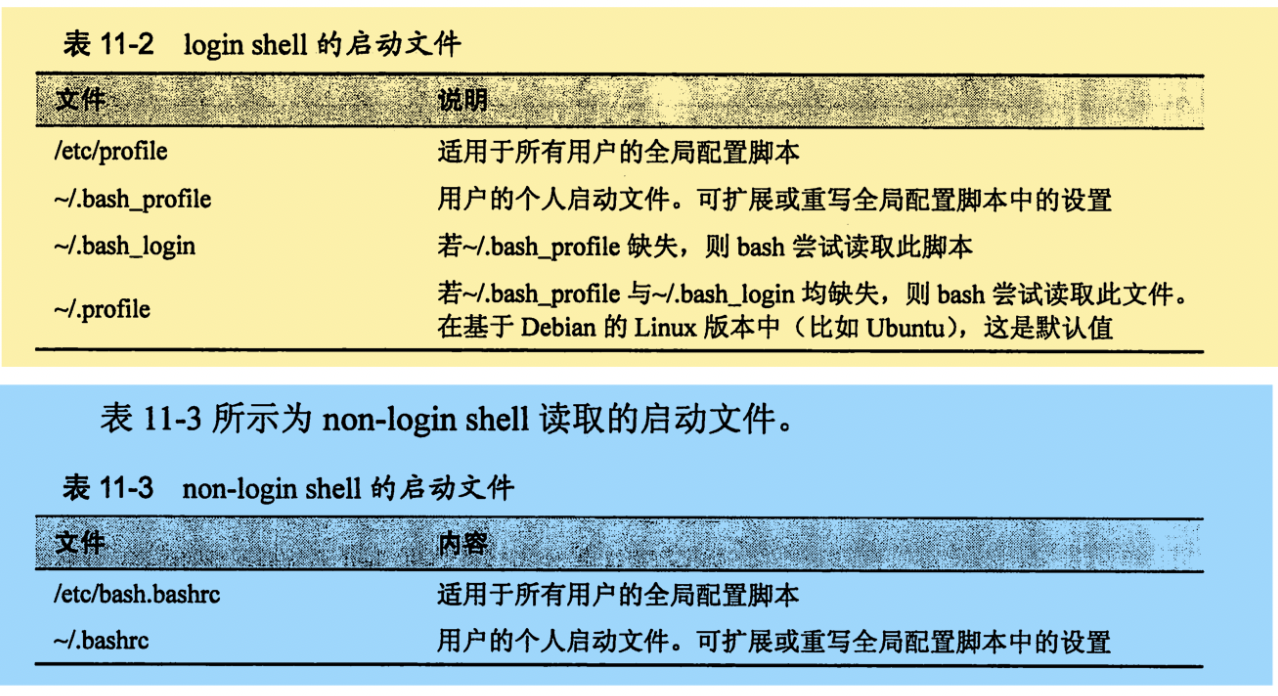 表 11-2 login shell 的启动文件
文件 说明
/etc/profile 适用于所有用户的全局配置脚本
~/.bash_profile 用户的个人启动文件。可扩展或重写全局配置脚本中的设置
~/.bash_login 若~/.bash_profile 缺失，则 bash 尝试读取此脚本
~/.profile 若~/.bash_profile 与~/.bash_login 均缺失，则 bash 尝试读取此文件。
在基于 Debian 的 Linux 版本中（比如 Ubuntu），这是默认值
表 11-3 所示为 non-login shell 读取的启动文件。
表 11-3 non-login shell 的启动文件
文件 内容
/etc/bash.bashrc 适用于所有用户的全局配置脚本
~/.bashrc 用户的个人启动文件。可扩展或重写全局配置脚本中的设置